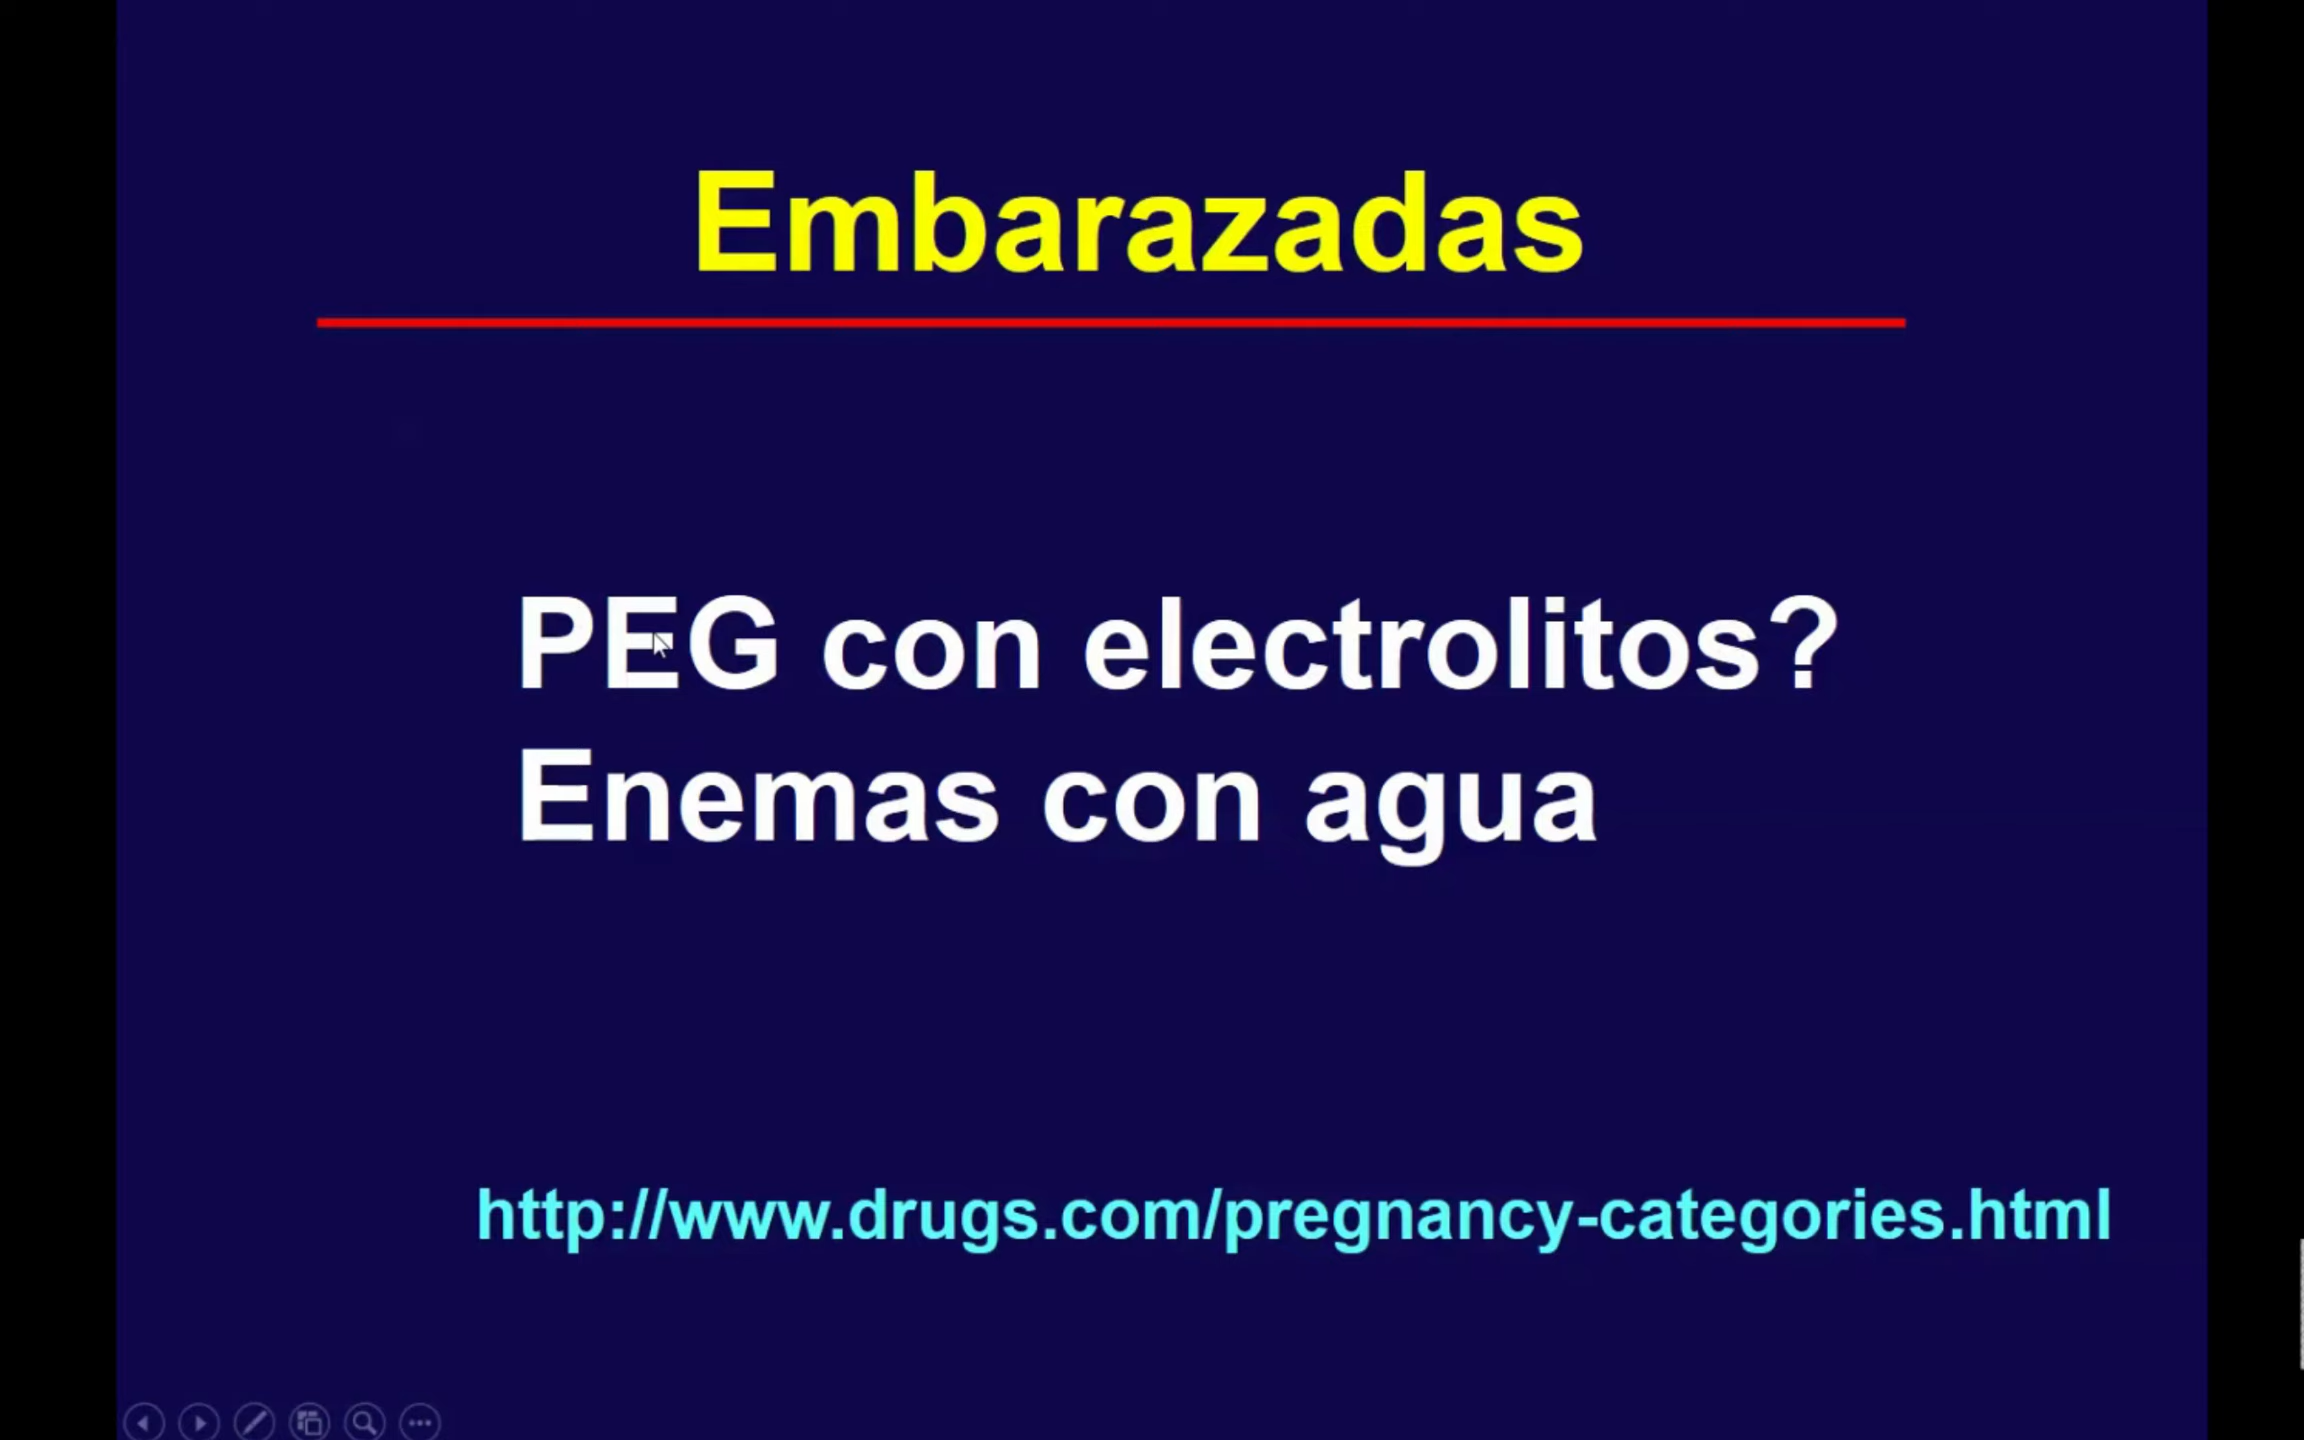 Embarazadas
PEG con electrolitos?
Enemas con agua
http://www.drugs.com/pregnancy-categories.html